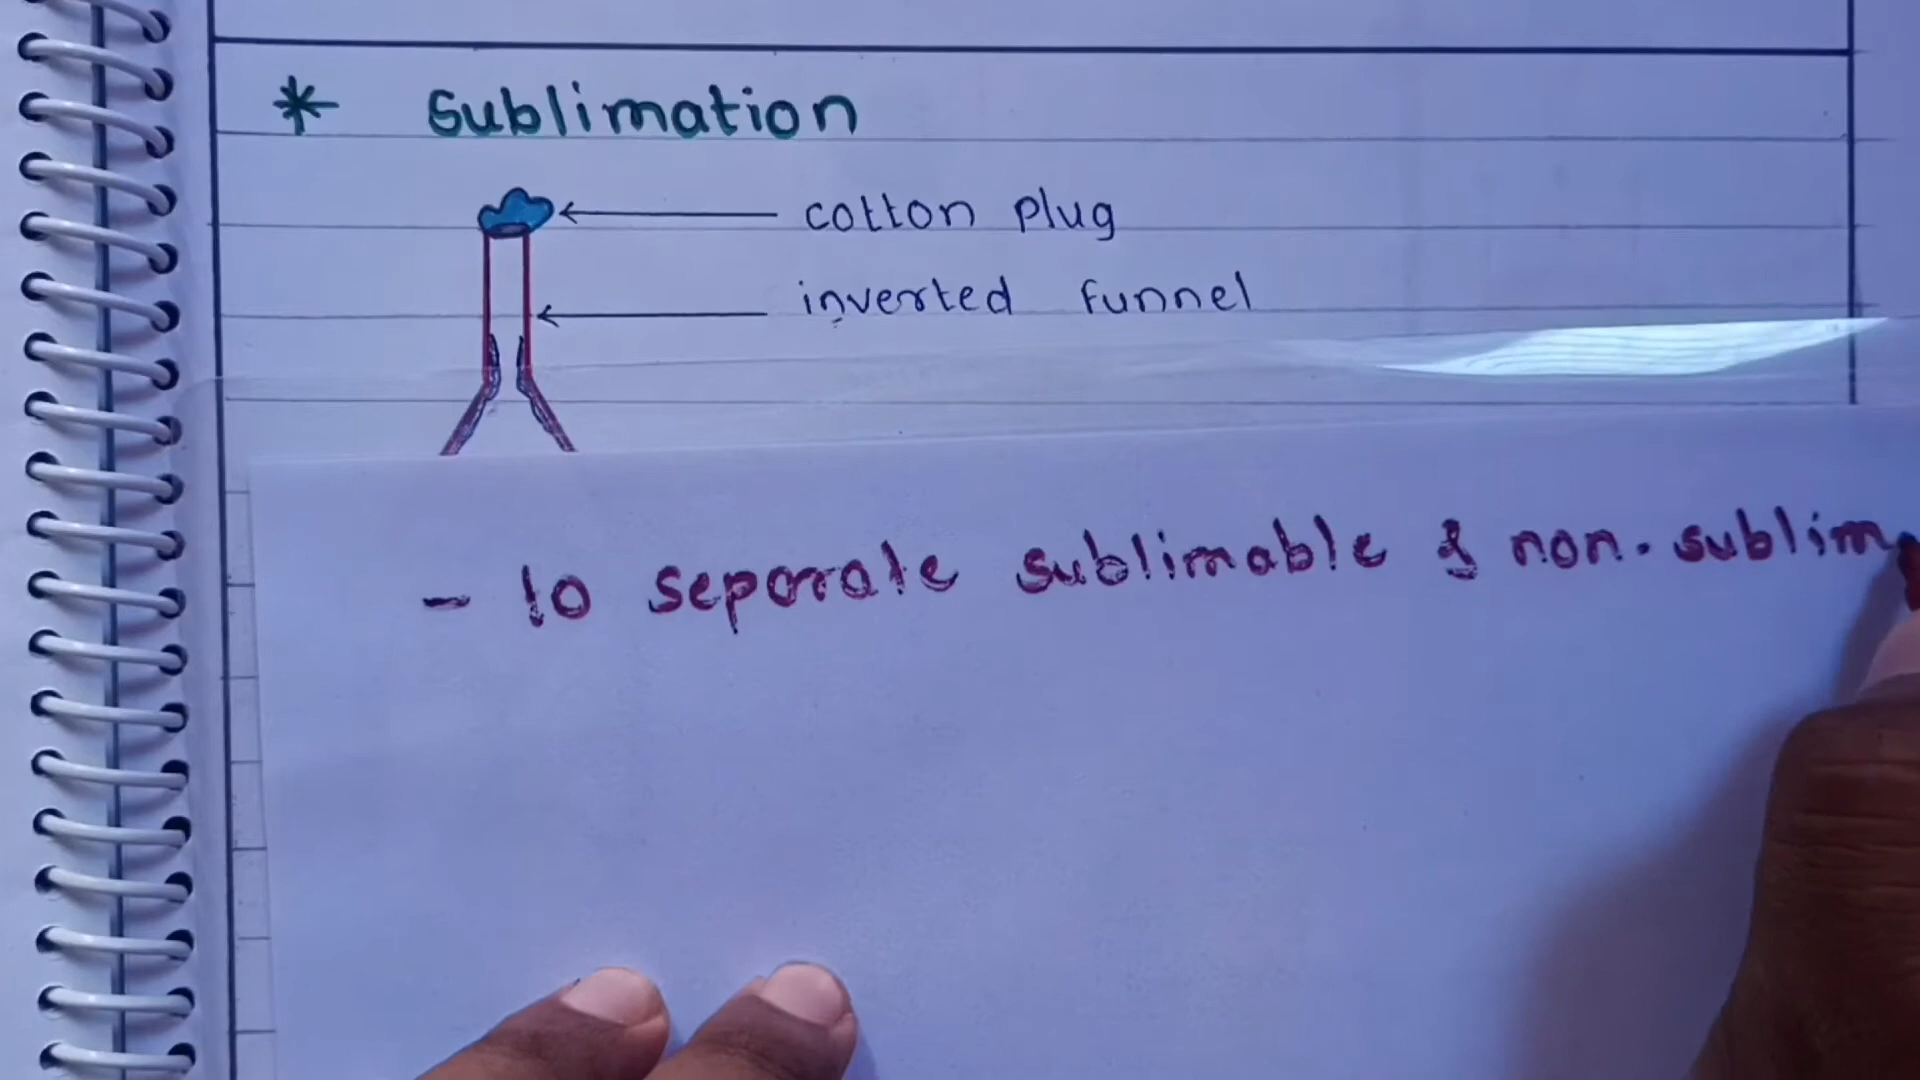 * Sublimation
cotton plug
inverted funnel
- to separate sublimable & non-sublim